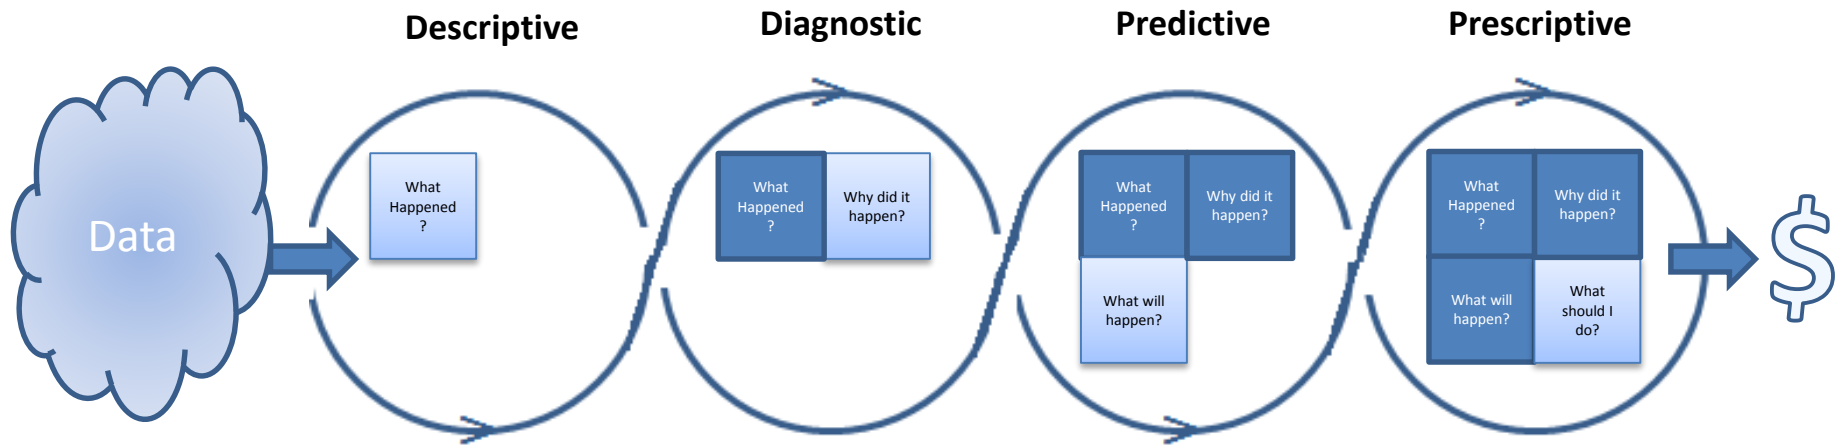 Descriptive
Diagnostic
Predictive
Prescriptive
Data
What
Happened
?
What
Happened
?
Why did it
happen?
What
Happened
?
Why did it
happen?
What will
happen?
What
Happened
?
Why did it
happen?
What will
happen?
What
should I
do?
$